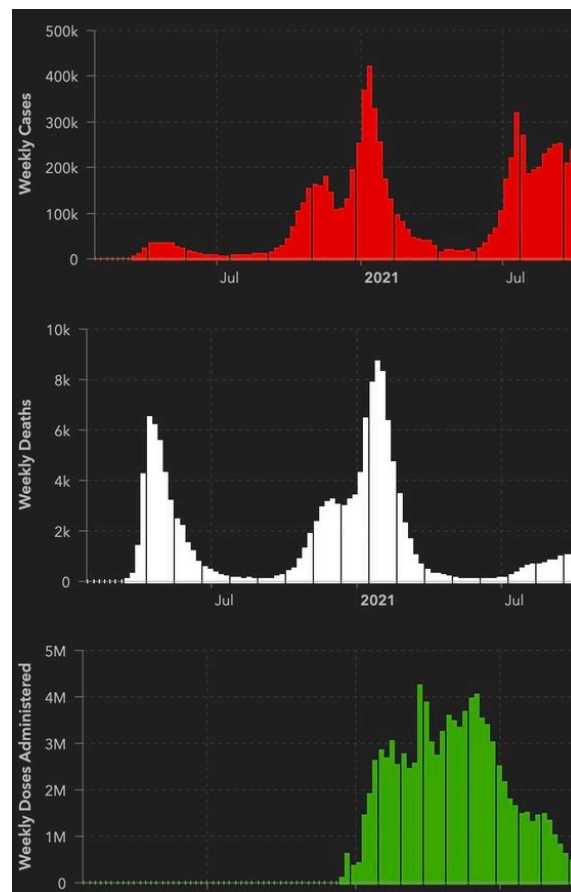 Weekly Cases
500k
400k
300k
200k
100k
0
Jul
2021
Jul
Weekly Deaths
10k
8k
6k
4k
2k
0
Jul
2021
Jul
Weekly Doses Administered
5M
4M
3M
2M
1M
0